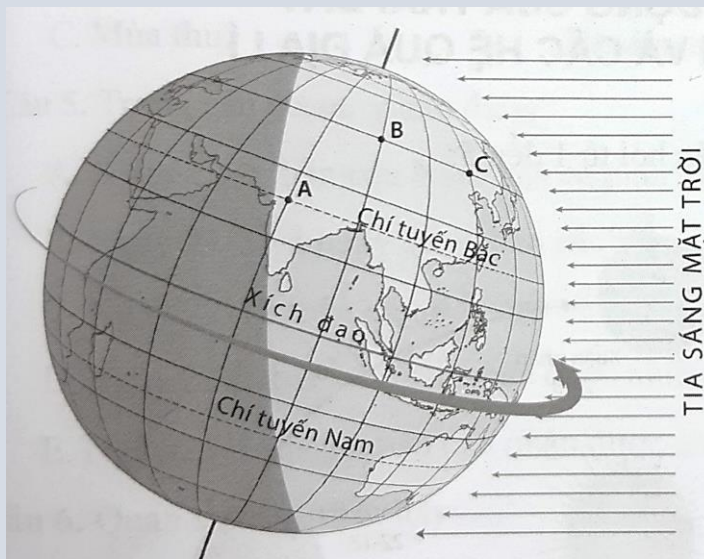 B
C
A
Chí tuyến Bắc
Xích đạo
Chí tuyến Nam
TIA SÁNG MẶT TRỜI